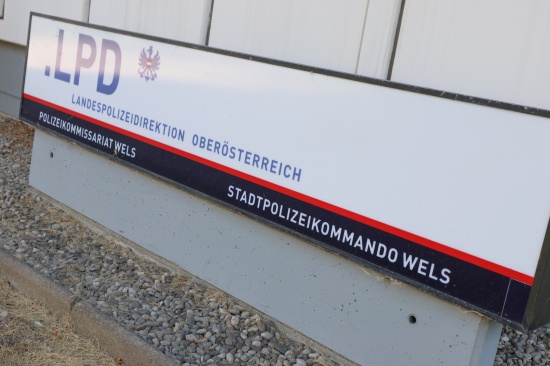 .LPD
LANDESPOLIZEIDIREKTION OBERÖSTERREICH
POLIZEIKOMMISSARIAT WELS
STADTPOLIZEIKOMMANDO WELS